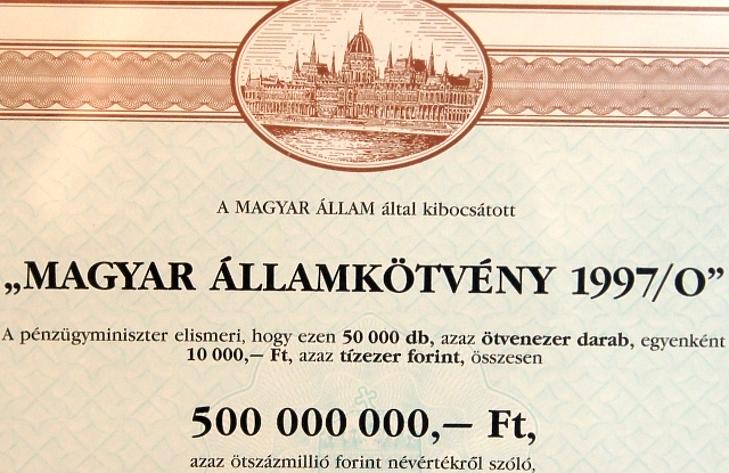 A MAGYAR ÁLLAM által kibocsátott
„MAGYAR ÁLLAMKÖTVÉNY 1997/O”
A pénzügyminiszter elismeri, hogy ezen 50 000 db, azaz ötvenezer darab, egyenként
10 000,— Ft, azaz tízezer forint, összesen
500 000 000,— Ft,
azaz ötszázmillió forint névértékről szóló,